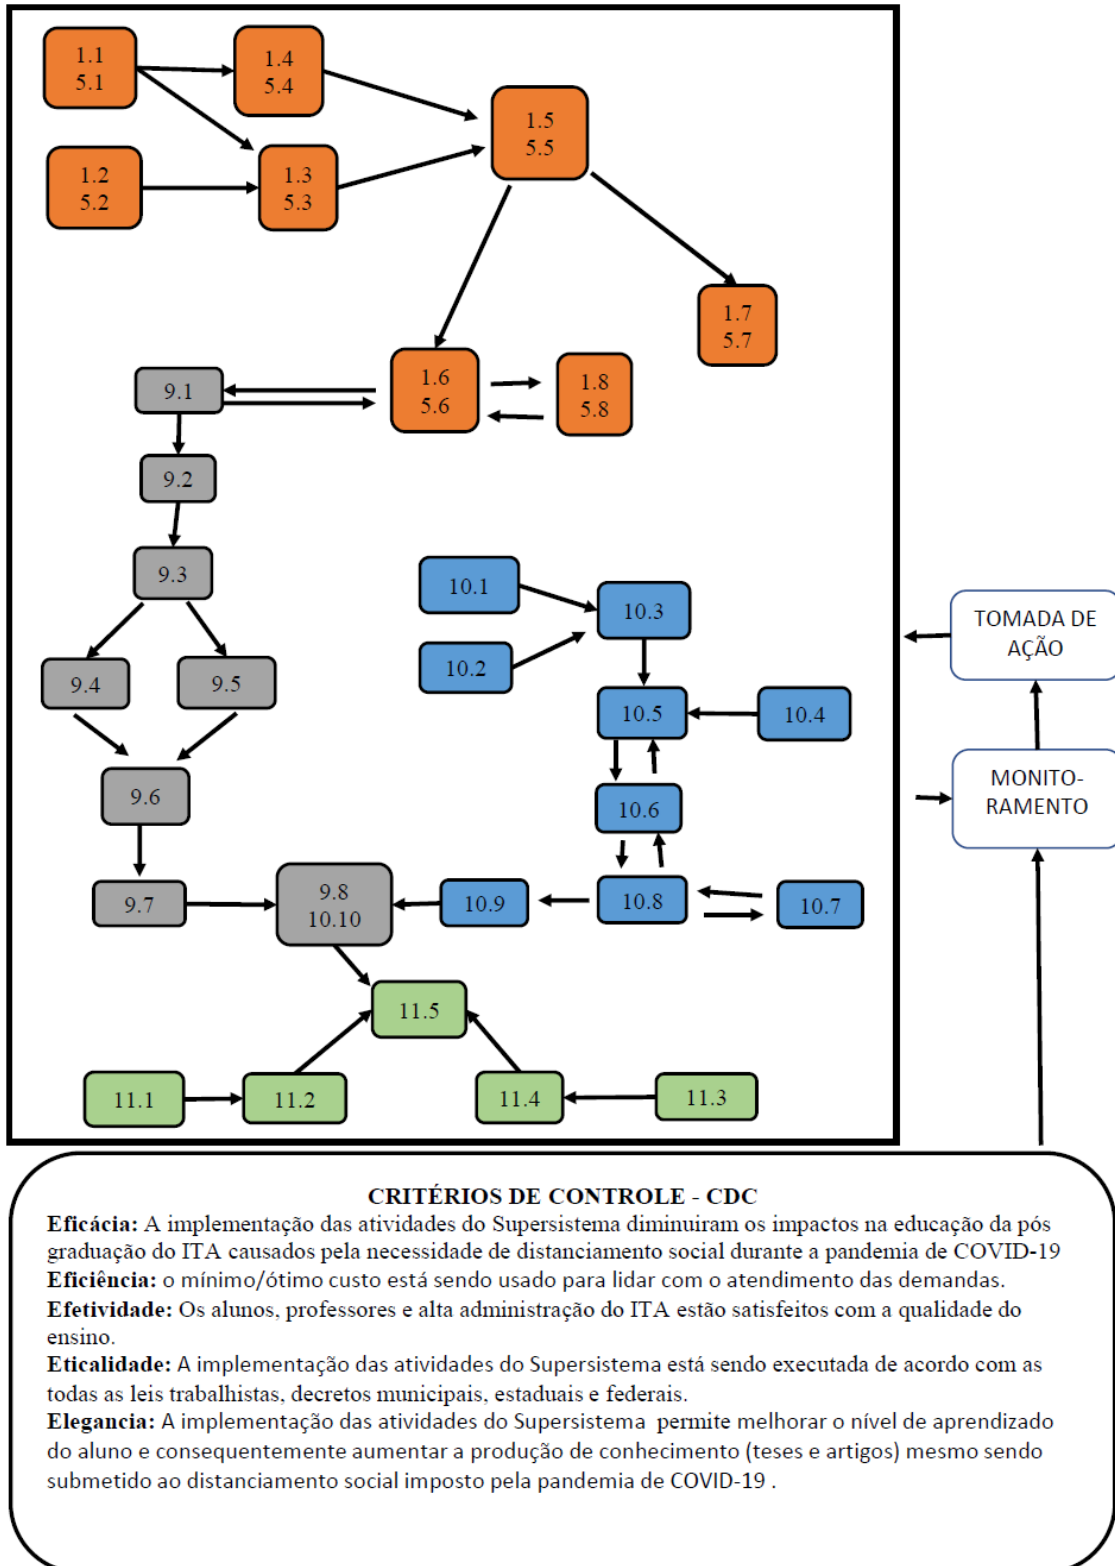 1.1
5.1
1.4
5.4
1.5
5.5
1.2
5.2
1.3
5.3
1.7
5.7
1.6
5.6
1.8
5.8
9.1
9.2
9.3
9.4
9.5
9.6
9.7
9.8
10.10
10.1
10.2
10.3
10.5
10.4
10.6
10.9
10.8
10.7
11.5
11.1
11.2
11.4
11.3
TOMADA DE
AÇÃO
MONITO-
RAMENTO
CRITÉRIOS DE CONTROLE - CDC
Eficácia: A implementação das atividades do Supersistema diminuiram os impactos na educação da pós
graduação do ITA causados pela necessidade de distanciamento social durante a pandemia de COVID-19
Eficiência: o mínimo/ótimo custo está sendo usado para lidar com o atendimento das demandas.
Efetividade: Os alunos, professores e alta administração do ITA estão satisfeitos com a qualidade do
ensino.
Eticalidade: A implementação das atividades do Supersistema está sendo executada de acordo com as
todas as leis trabalhistas, decretos municipais, estaduais e federais.
Elegancia: A implementação das atividades do Supersistema permite melhorar o nível de aprendizado
do aluno e consequentemente aumentar a produção de conhecimento (teses e artigos) mesmo sendo
submetido ao distanciamento social imposto pela pandemia de COVID-19 .